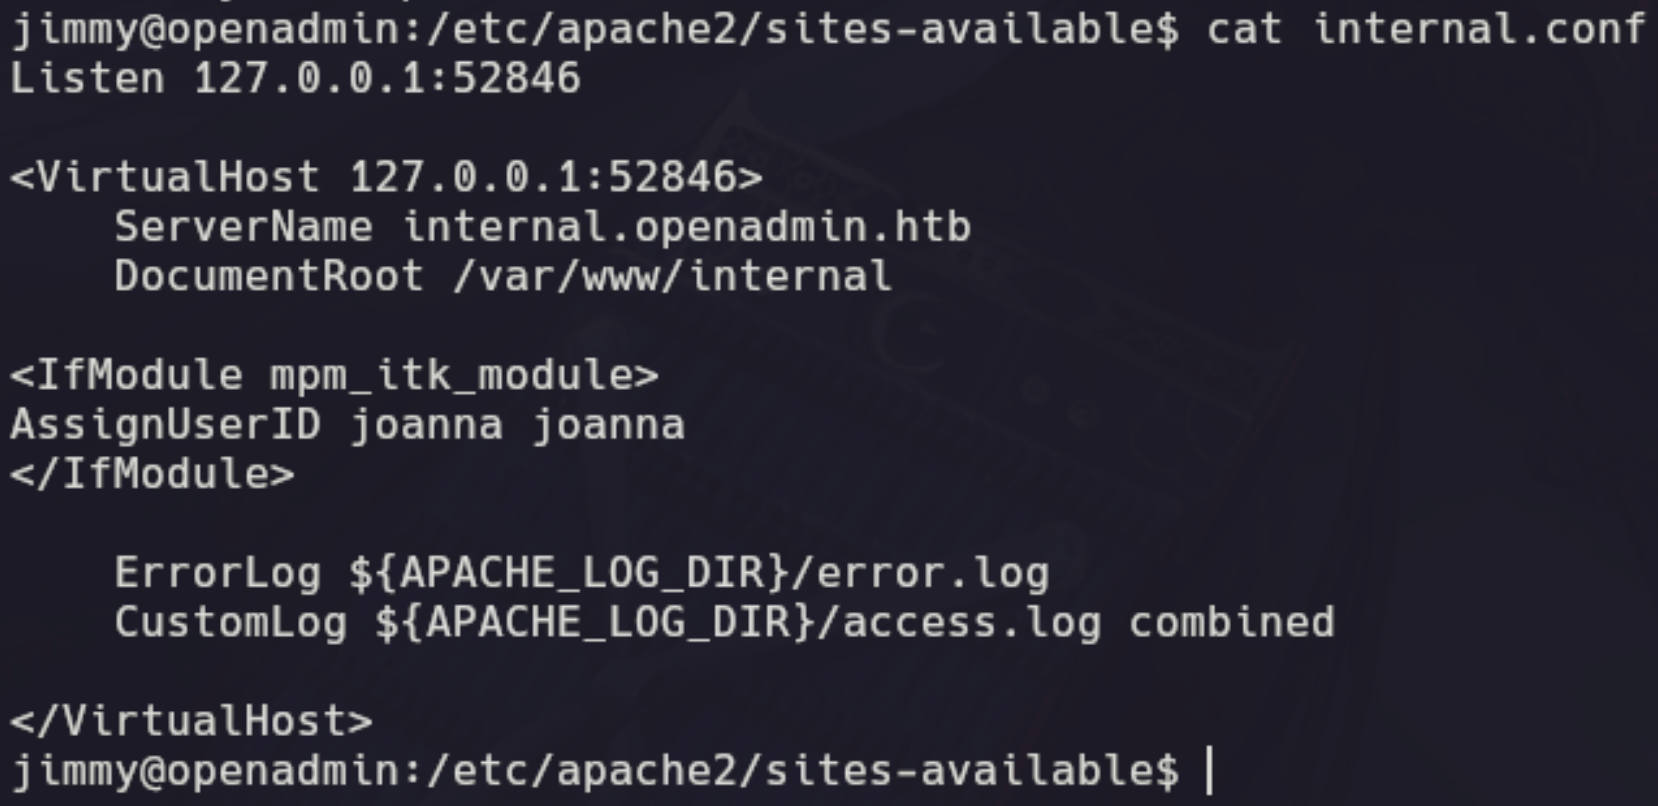 jimmy@openadmin:/etc/apache2/sites-available$ cat internal.conf
Listen 127.0.0.1:52846
<VirtualHost 127.0.0.1:52846>
    ServerName internal.openadmin.htb
    DocumentRoot /var/www/internal
<IfModule mpm_itk_module>
AssignUserID joanna joanna
</IfModule>
    ErrorLog ${APACHE_LOG_DIR}/error.log
    CustomLog ${APACHE_LOG_DIR}/access.log combined
</VirtualHost>
jimmy@openadmin:/etc/apache2/sites-available$